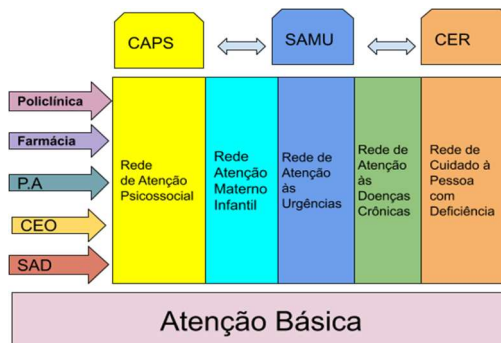 CAPS
SAMU
CER
Policlínica
Farmácia
P.A
CEO
SAD
Rede
de Atenção
Psicossocial
Rede
Atenção
Materno
Infantil
Rede de
Atenção
às
Urgências
Rede de
Atenção
às
Doenças
Crônicas
Rede de
Cuidado à
Pessoa
com
Deficiência
Atenção Básica